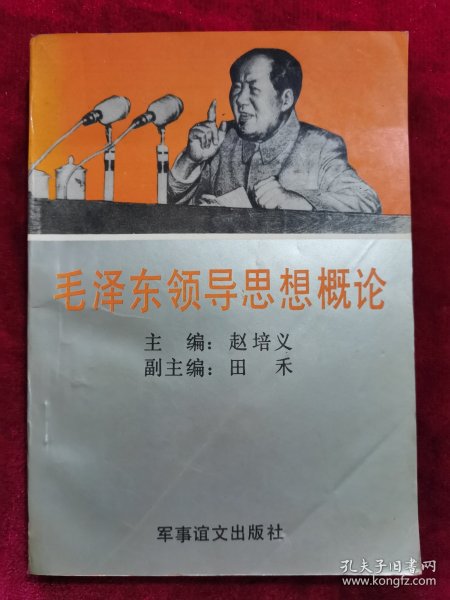 毛泽东领导思想概论
主 编：赵培义
副主编：田 禾
军事谊文出版社
孔夫子旧书网
www.kongfz.com